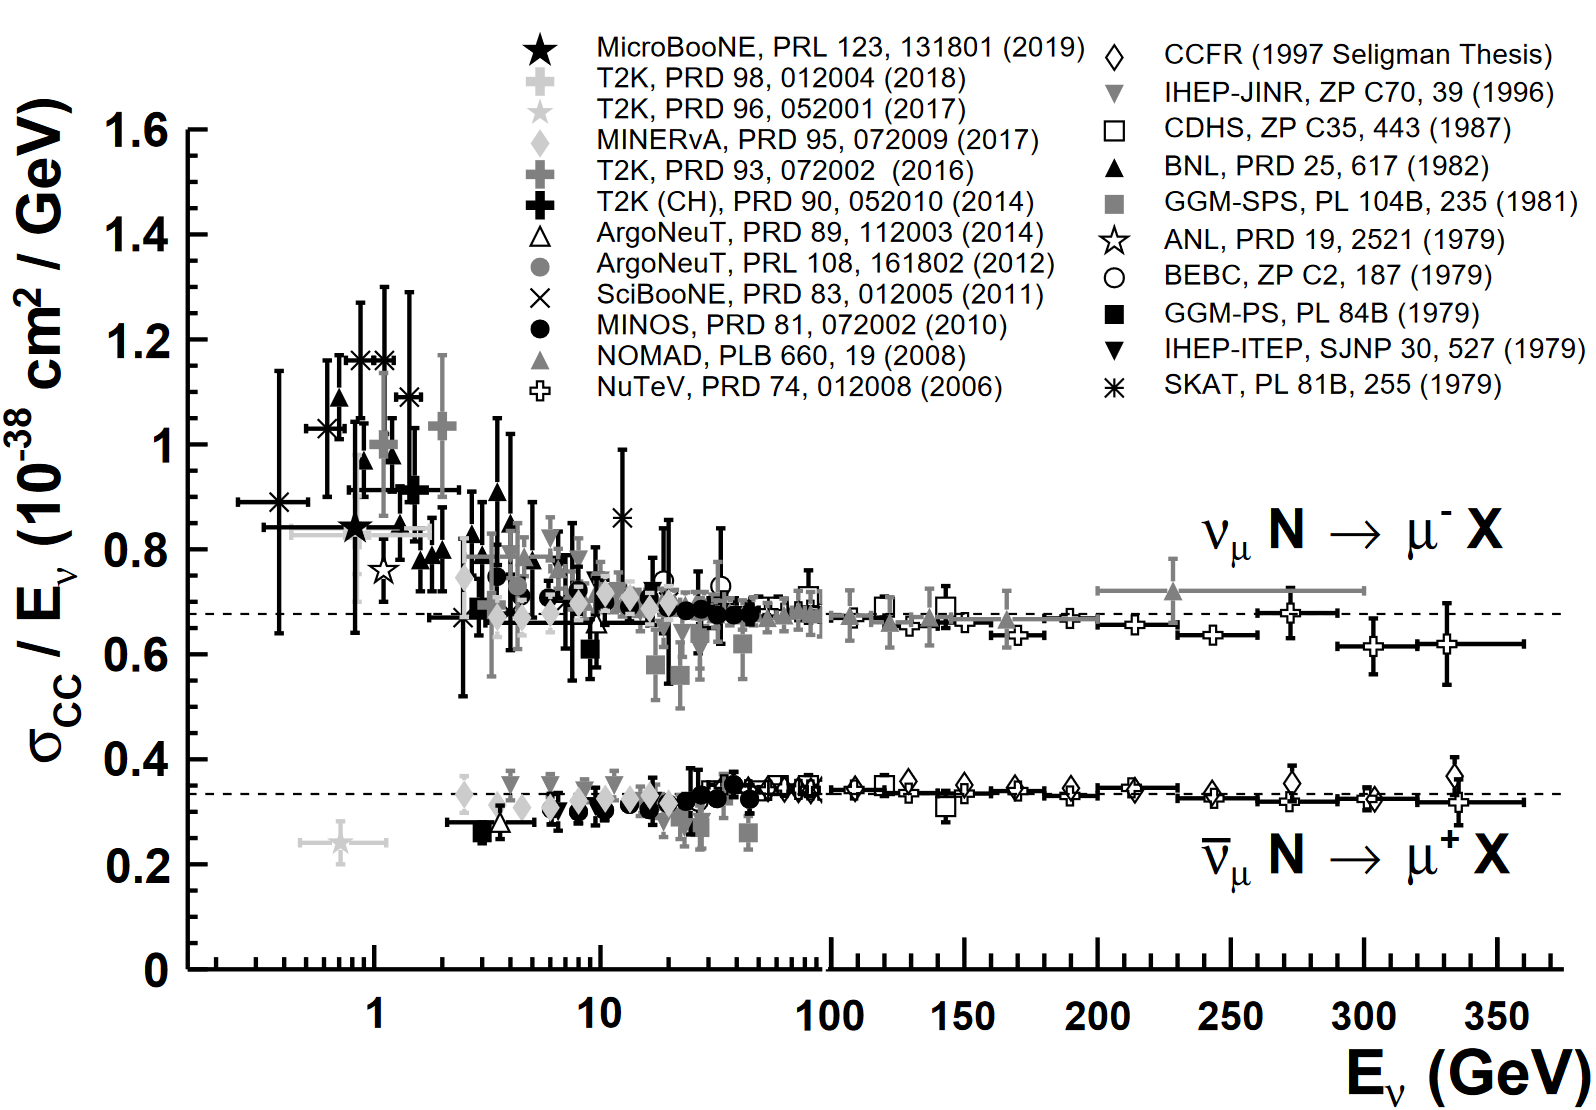 MicroBooNE, PRL 123, 131801 (2019)
T2K, PRD 98, 012004 (2018)
T2K, PRD 96, 052001 (2017)
MINERvA, PRD 95, 072009 (2017)
T2K, PRD 93, 072002 (2016)
T2K (CH), PRD 90, 052010 (2014)
ArgoNeuT, PRD 89, 112003 (2014)
ArgoNeuT, PRL 108, 161802 (2012)
SciBooNE, PRD 83, 012005 (2011)
MINOS, PRD 81, 072002 (2010)
NOMAD, PLB 660, 19 (2008)
NuTeV, PRD 74, 012008 (2006)
CCFR (1997 Seligman Thesis)
IHEP-JINR, ZP C70, 39 (1996)
CDHS, ZP C35, 443 (1987)
BNL, PRD 25, 617 (1982)
GGM-SPS, PL 104B, 235 (1981)
ANL, PRD 19, 2521 (1979)
BEBC, ZP C2, 187 (1979)
GGM-PS, PL 84B (1979)
IHEP-ITEP, SJNP 30, 527 (1979)
SKAT, PL 81B, 255 (1979)
σCC / Eν (10⁻³⁸ cm² / GeV)
1.6
1.4
1.2
1
0.8
0.6
0.4
0.2
0
νμ N → μ⁻ X
ν̅μ N → μ⁺ X
1
10
100
150
200
250
300
350
Eν (GeV)